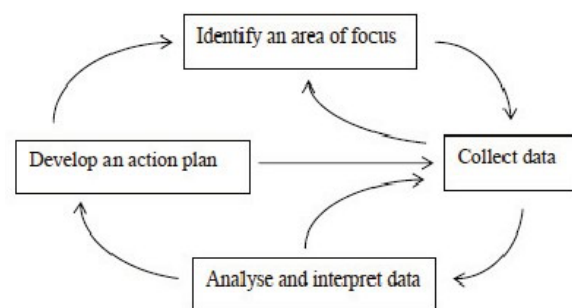 Identify an area of focus
Develop an action plan
Collect data
Analyse and interpret data